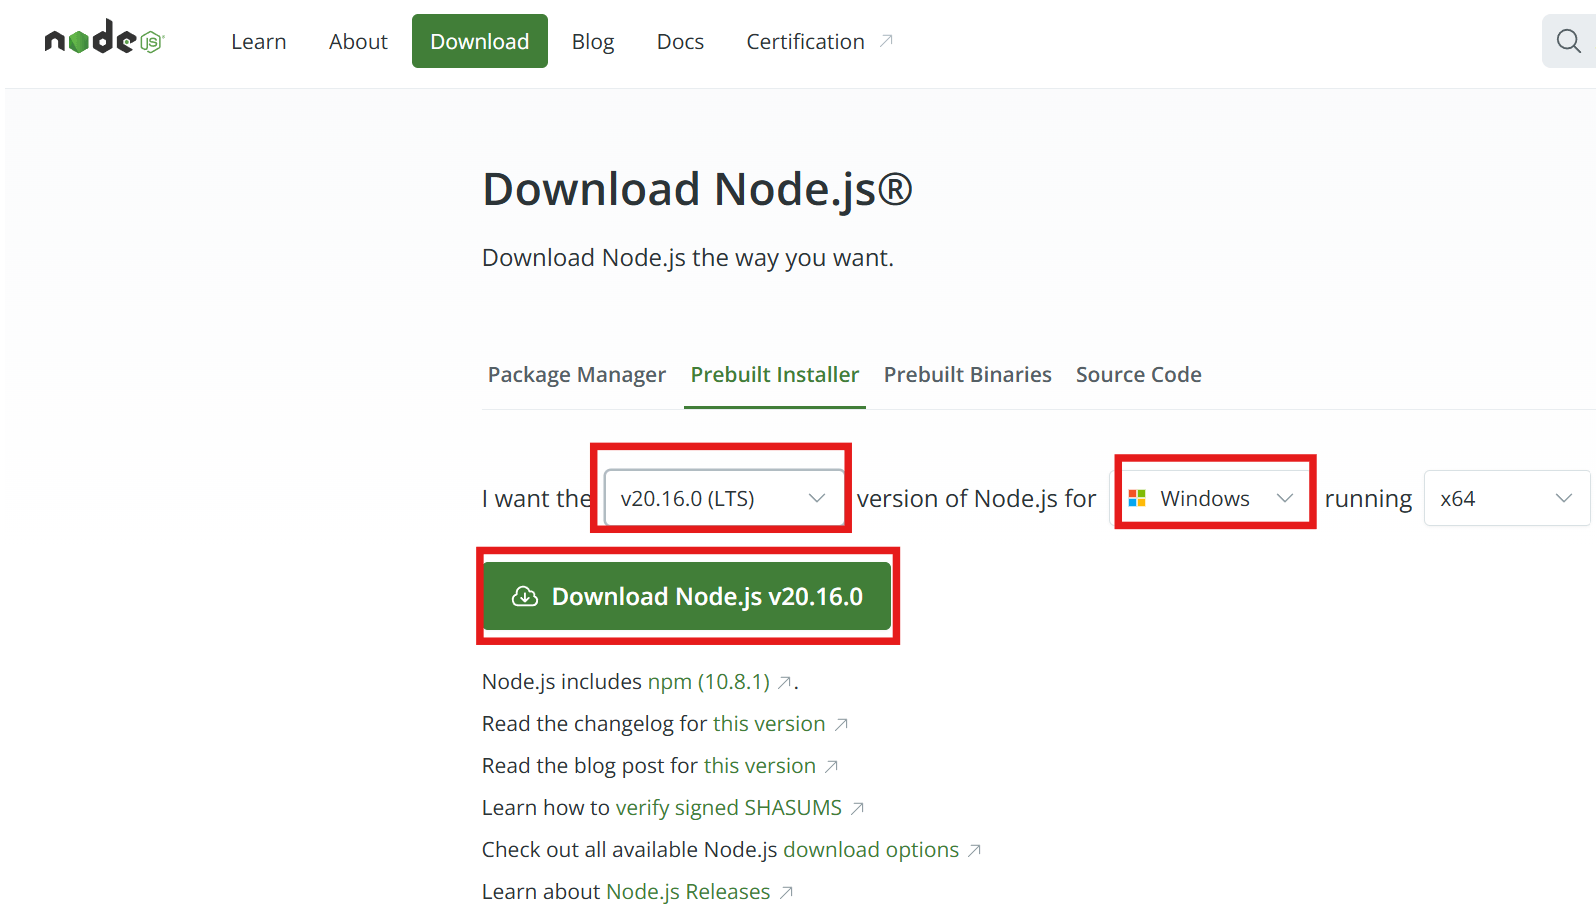 node JS
Learn About Download Blog Docs Certification
Download Node.js®
Download Node.js the way you want.
Package Manager Prebuilt Installer Prebuilt Binaries Source Code
I want the v20.16.0 (LTS) version of Node.js for Windows running x64
Download Node.js v20.16.0
Node.js includes npm (10.8.1) .
Read the changelog for this version
Read the blog post for this version
Learn how to verify signed SHASUMS
Check out all available Node.js download options
Learn about Node.js Releases